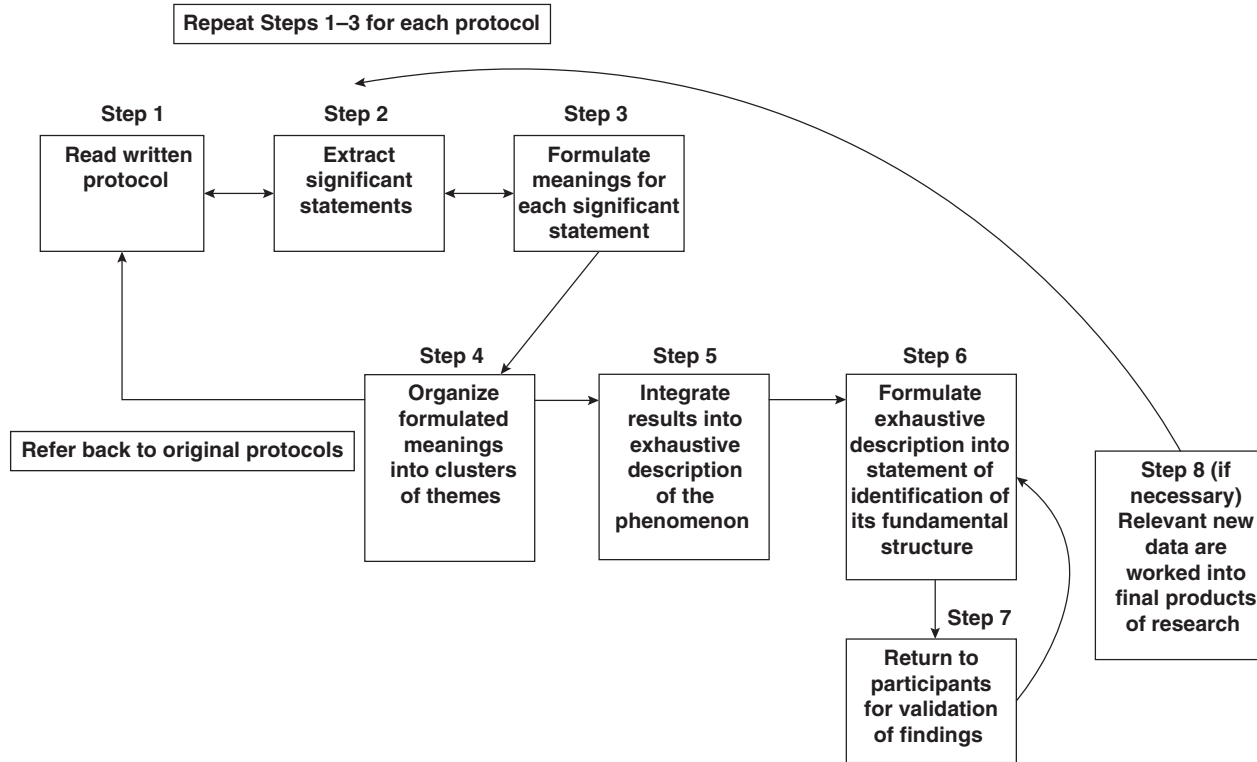 Repeat Steps 1–3 for each protocol
Step 1
Read written
protocol
Step 2
Extract
significant
statements
Step 3
Formulate
meanings for
each significant
statement
Step 4
Organize
formulated
meanings
into clusters
of themes
Refer back to original protocols
Step 5
Integrate
results into
exhaustive
description
of the
phenomenon
Step 6
Formulate
exhaustive
description into
statement of
identification of
its fundamental
structure
Step 7
Return to
participants
for validation
of findings
Step 8 (if
necessary)
Relevant new
data are
worked into
final products
of research